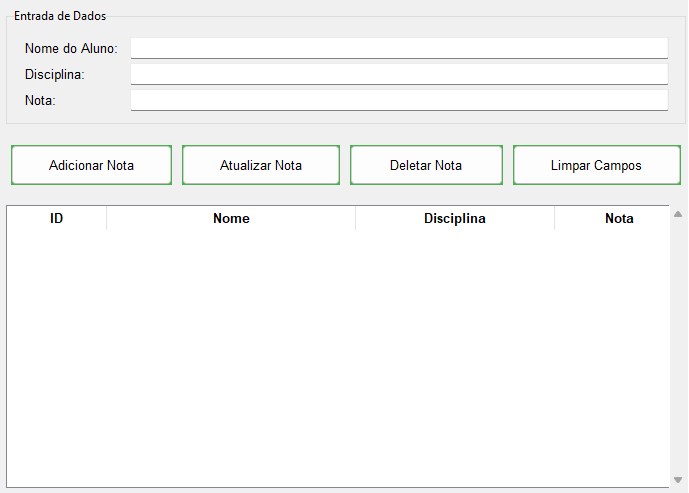 Entrada de Dados
Nome do Aluno:
Disciplina:
Nota:
Adicionar Nota Atualizar Nota Deletar Nota Limpar Campos
ID Nome Disciplina Nota